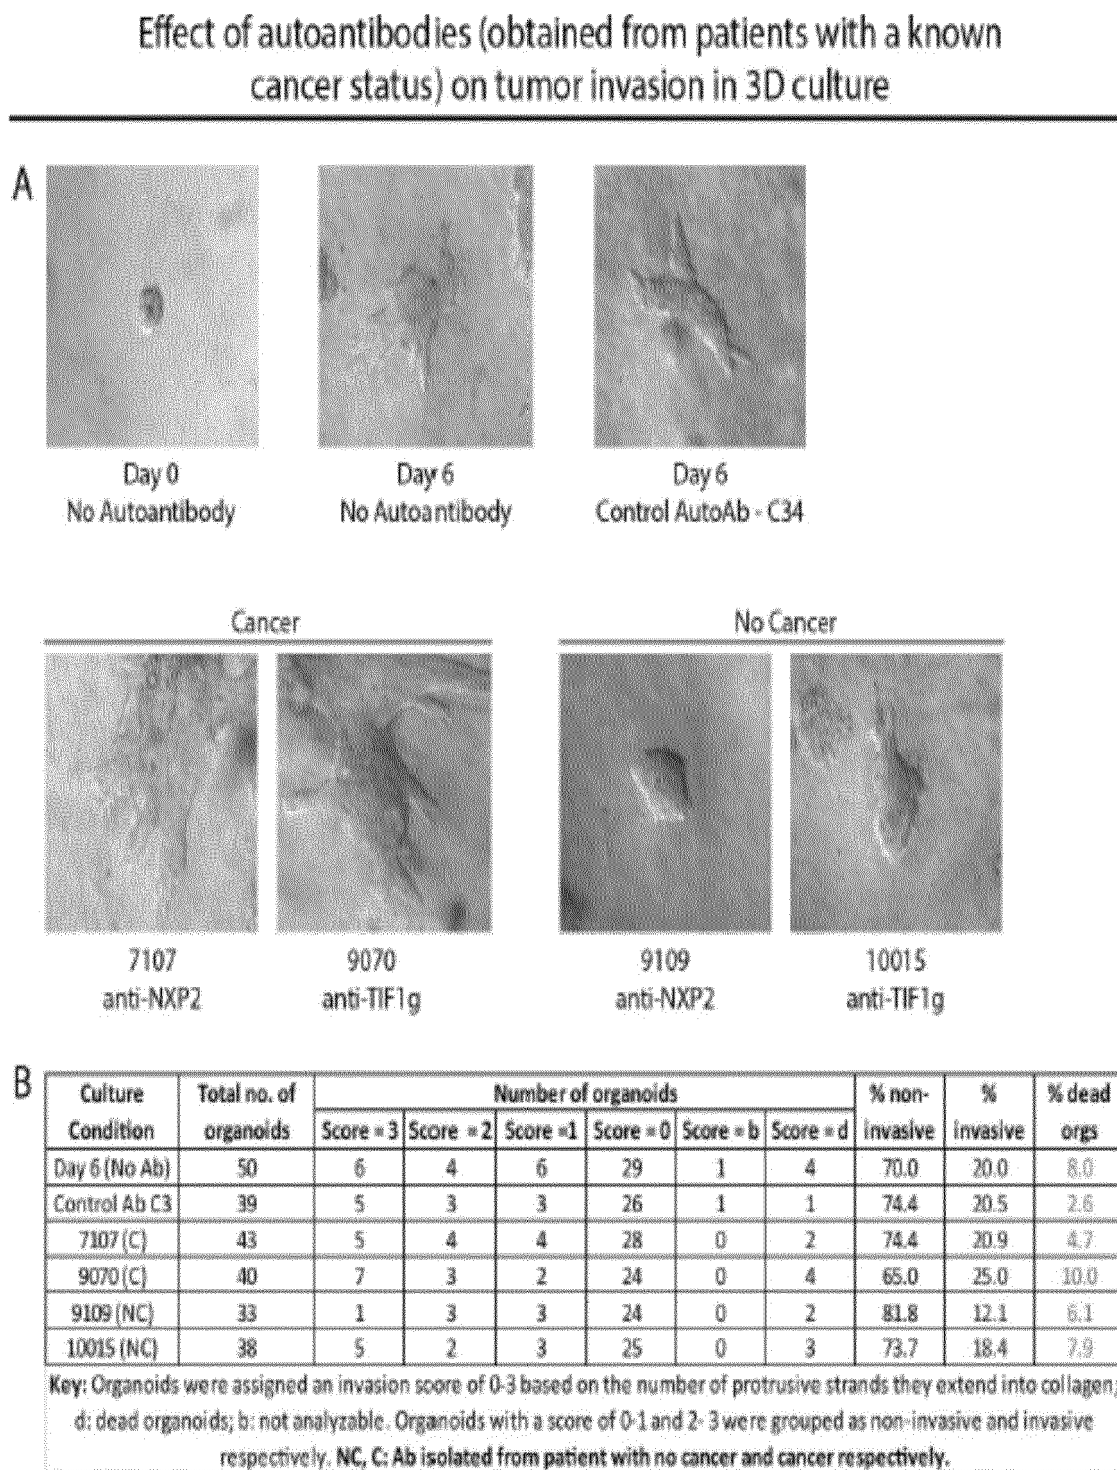 Effect of autoantibodies (obtained from patients with a known
cancer status) on tumor invasion in 3D culture
A
Day 0
No Autoantibody
Day 6
No Autoantibody
Day 6
Control AutoAb - C34
Cancer
No Cancer
7107
anti-NXP2
9070
anti-TIF1g
9109
anti-NXP2
10015
anti-TIF1g
B
Culture Condition Total no. of organoids Number of organoids % non-invasive % invasive % dead orgs
Score = 3 Score = 2 Score =1 Score = 0 Score = b Score = d
Day 6 (No Ab) 50 6 4 6 29 1 4 70.0 20.0 8.0
Control Ab C3 39 5 3 3 26 1 1 74.4 20.5 2.6
7107 (C) 43 5 4 4 28 0 2 74.4 20.9 4.7
9070 (C) 40 7 3 2 24 0 4 65.0 25.0 10.0
9109 (NC) 33 1 3 3 24 0 2 81.8 12.1 6.1
10015 (NC) 38 5 2 3 25 0 3 73.7 18.4 7.9
Key: Organoids were assigned an invasion score of 0-3 based on the number of protrusive strands they extend into collagen;
d: dead organoids; b: not analyzable. Organoids with a score of 0-1 and 2- 3 were grouped as non-invasive and invasive
respectively. NC, C: Ab isolated from patient with no cancer and cancer respectively.